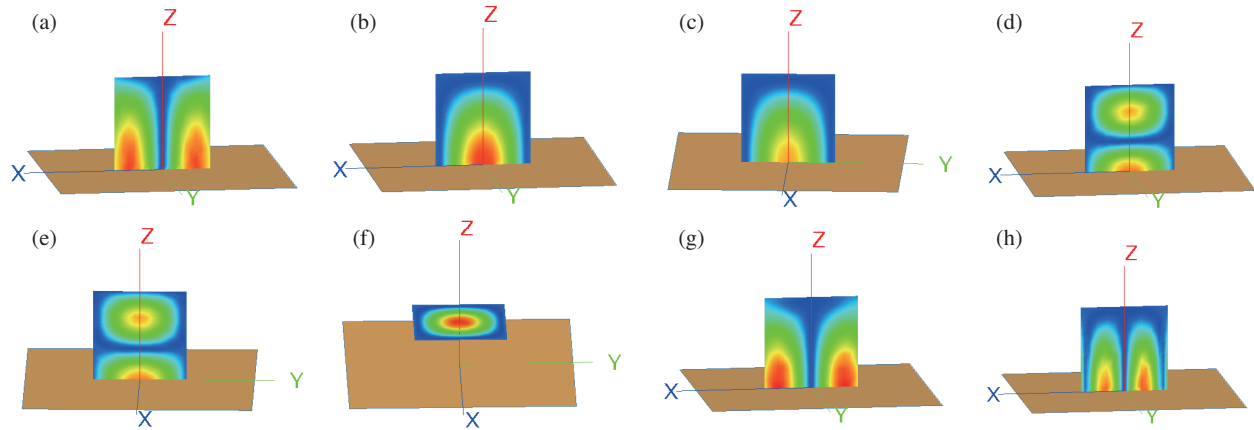 (a) Z X Y
(b) Z X Y
(c) Z Y X
(d) Z X Y
(e) Z Y X
(f) Z Y X
(g) Z X Y
(h) Z X Y